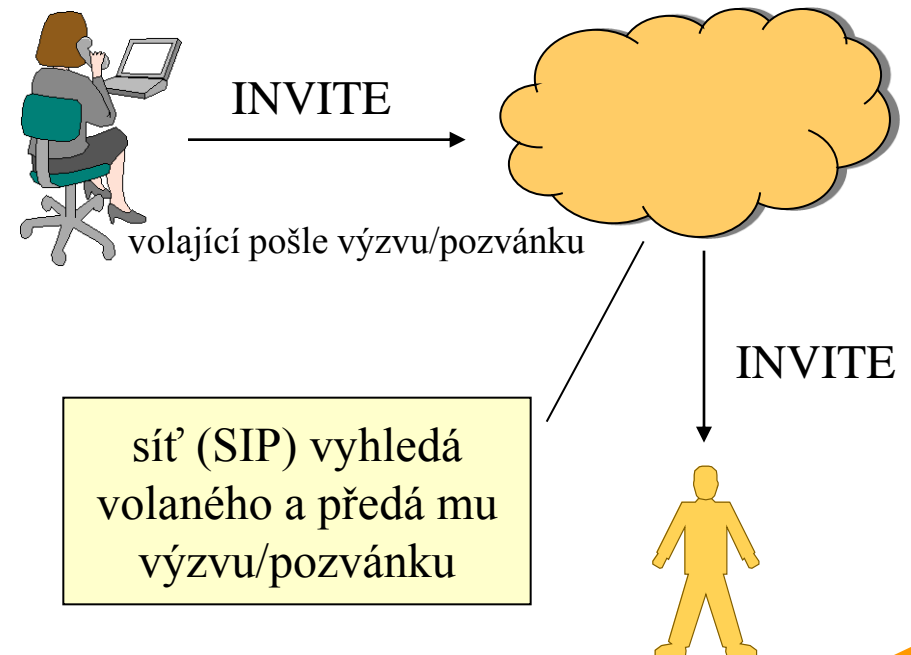 INVITE
volající pošle výzvu/pozvánku
INVITE
síť (SIP) vyhledá
volaného a předá mu
výzvu/pozvánku